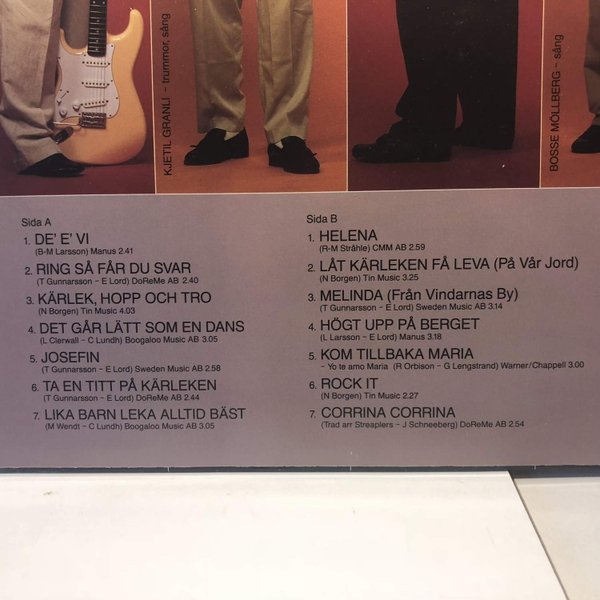 KJETIL GRANLI – trummor, sång
BOSSE MÖLLBERG – sång
Sida A
1. DE' E' VI
(B-M Larsson) Manus 2.41
2. RING SÅ FÅR DU SVAR
(T Gunnarsson – E Lord) DoReMe AB 2.40
3. KÄRLEK, HOPP OCH TRO
(N Borgen) Tin Music 4.03
4. DET GÅR LÄTT SOM EN DANS
(L Clerwall – C Lundh) Boogaloo Music AB 3.05
5. JOSEFIN
(T Gunnarsson – E Lord) Sweden Music AB 2.58
6. TA EN TITT PÅ KÄRLEKEN
(T Gunnarsson – E Lord) DoReMe AB 2.44
7. LIKA BARN LEKA ALLTID BÄST
(M Wendt – C Lundh) Boogaloo Music AB 3.05
Sida B
1. HELENA
(R-M Stråhle) CMM AB 2.59
2. LÅT KÄRLEKEN FÅ LEVA (På Vår Jord)
(N Borgen) Tin Music 3.25
3. MELINDA (Från Vindarnas By)
(T Gunnarsson – E Lord) Sweden Music AB 3.14
4. HÖGT UPP PÅ BERGET
(L Larsson – E Lord) Manus 3.18
5. KOM TILLBAKA MARIA
– Yo te amo Maria (R Orbison – G Lengstrand) Warner/Chappell 3.00
6. ROCK IT
(N Borgen) Tin Music 2.27
7. CORRINA CORRINA
(Trad arr Streaplers – J Schneeberg) DoReMe AB 2.54